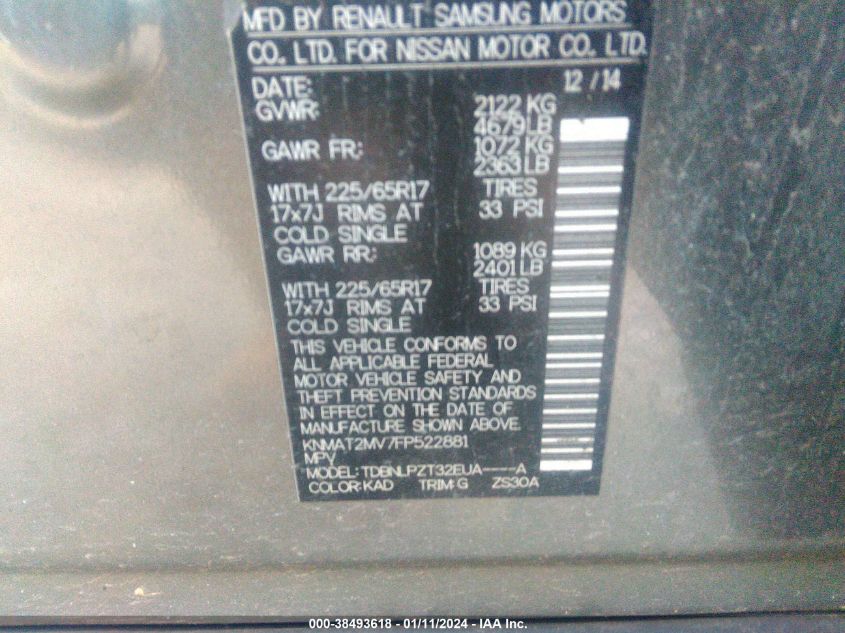 MFD BY RENAULT SAMSUNG MOTORS
CO. LTD. FOR NISSAN MOTOR CO. LTD.
DATE: 12 / 14
GVWR: 2122 KG
4679 LB
GAWR FR: 1072 KG
2363 LB
WITH 225/65R17 TIRES
17x7J RIMS AT 33 PSI
COLD SINGLE
GAWR RR: 1089 KG
2401 LB
WITH 225/65R17 TIRES
17x7J RIMS AT 33 PSI
COLD SINGLE
THIS VEHICLE CONFORMS TO
ALL APPLICABLE FEDERAL
MOTOR VEHICLE SAFETY AND
THEFT PREVENTION STANDARDS
IN EFFECT ON THE DATE OF
MANUFACTURE SHOWN ABOVE.
KNMAT2MV7FP522881
MPV
MODEL: TDBNLPZT32EUA----A
COLOR: KAD TRIM: G ZS30A
000-38493618 - 01/11/2024 - IAA Inc.